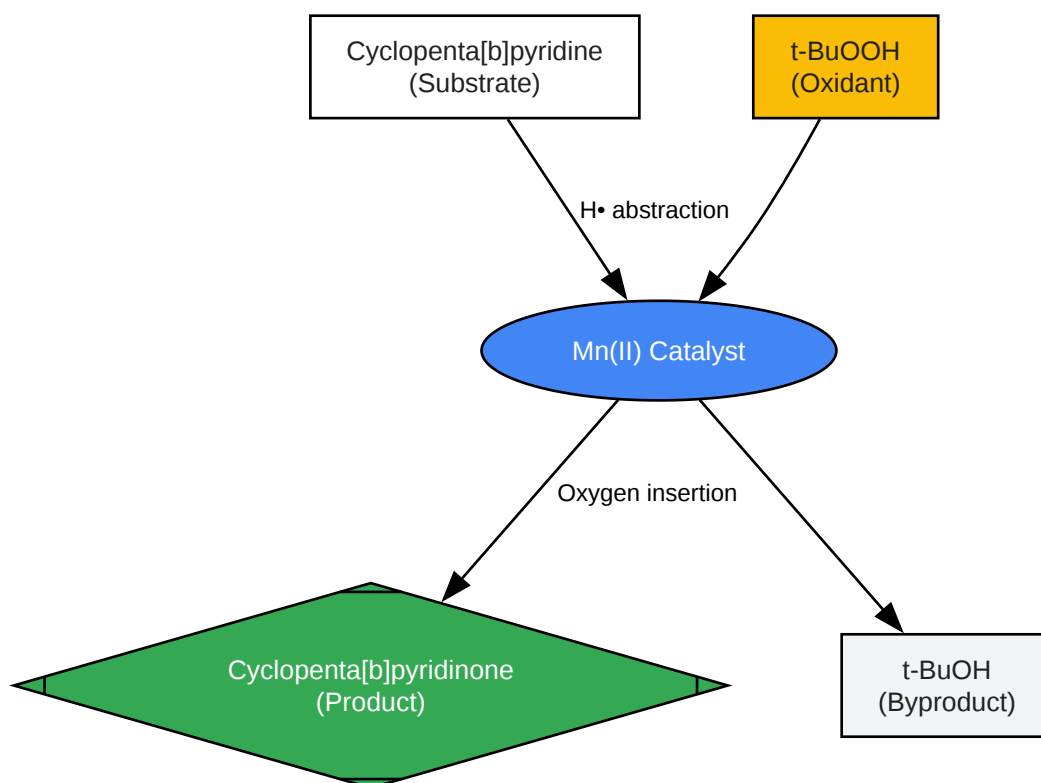 Cyclopenta[b]pyridine
(Substrate)
t-BuOOH
(Oxidant)
H• abstraction
Mn(II) Catalyst
Oxygen insertion
Cyclopenta[b]pyridinone
(Product)
t-BuOH
(Byproduct)